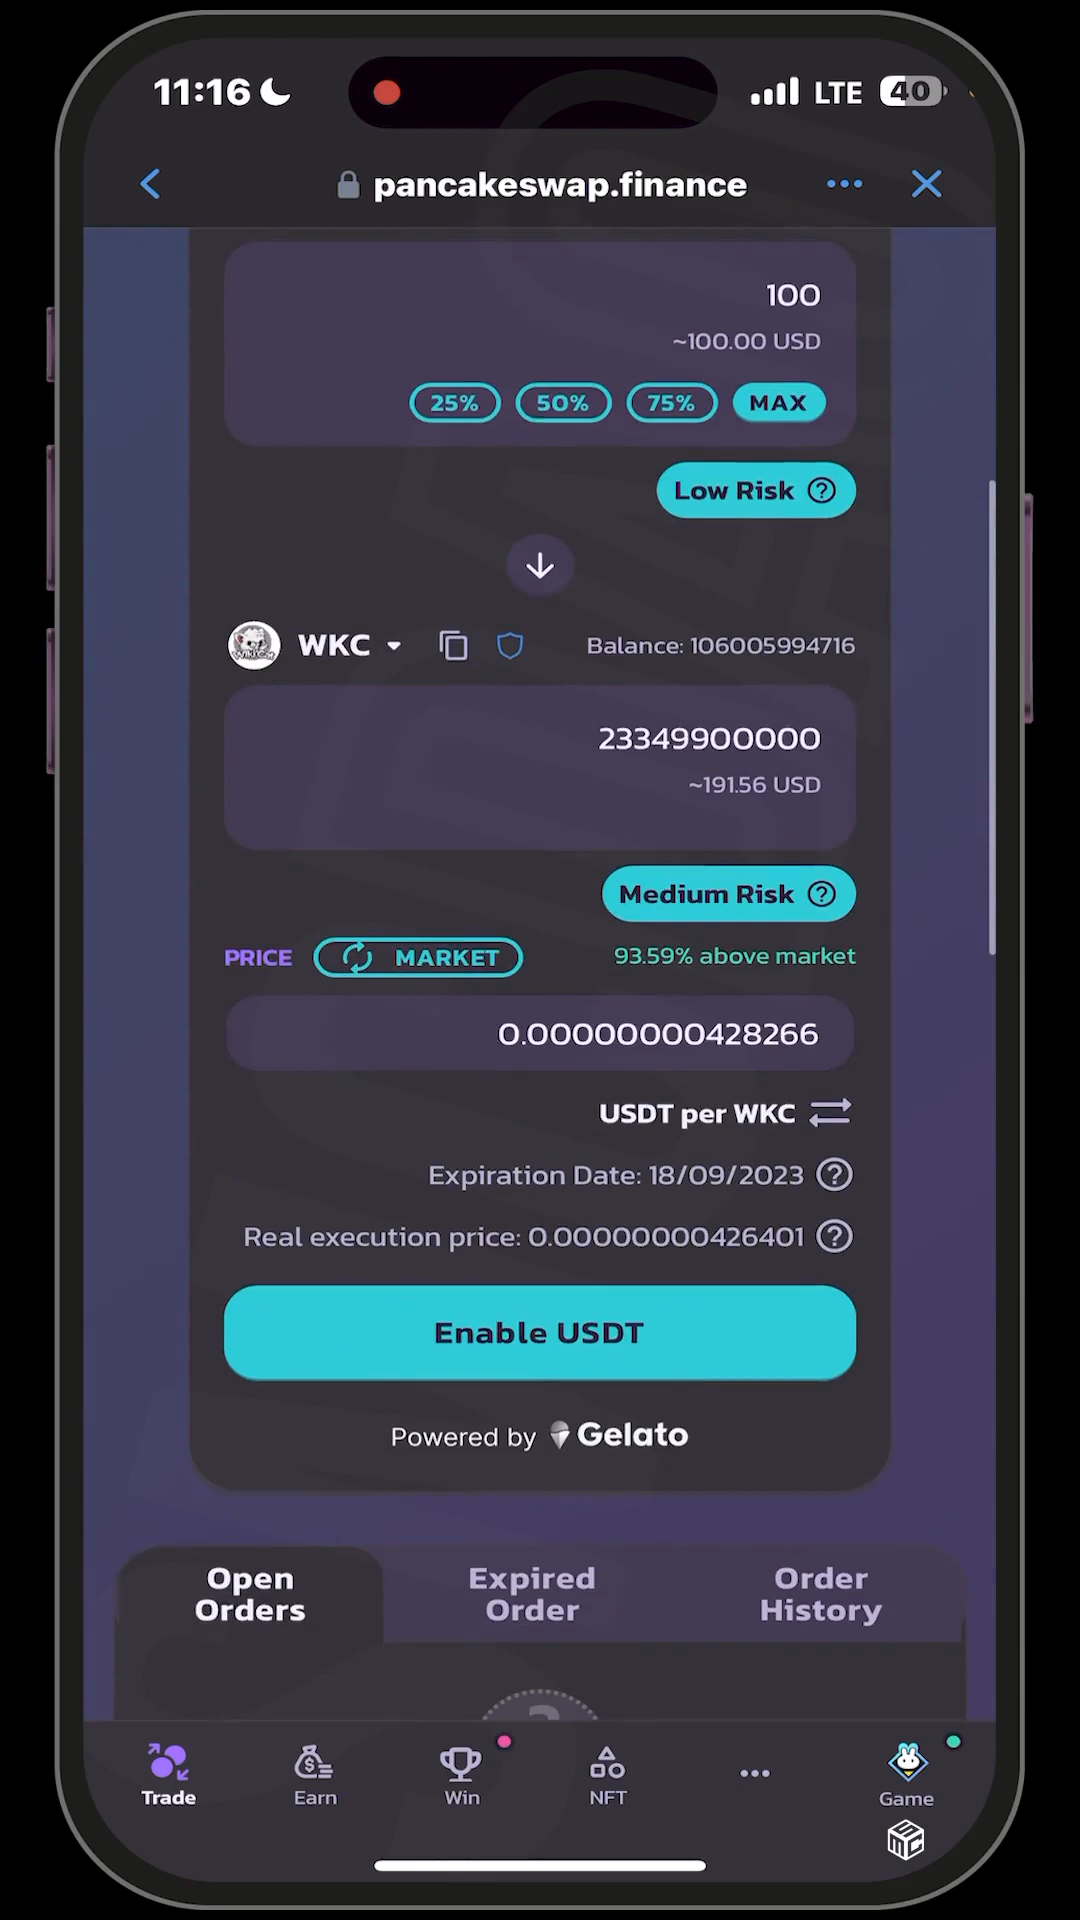 11:16 LTE 40
pancakeswap.finance
100
~100.00 USD
25% 50% 75% MAX
Low Risk
WKC Balance: 106005994716
23349900000
~191.56 USD
Medium Risk
PRICE MARKET 93.59% above market
0.00000000428266
USDT per WKC
Expiration Date: 18/09/2023
Real execution price: 0.00000000426401
Enable USDT
Powered by Gelato
Open Orders
Expired Order
Order History
Trade
Earn
Win
NFT
Game